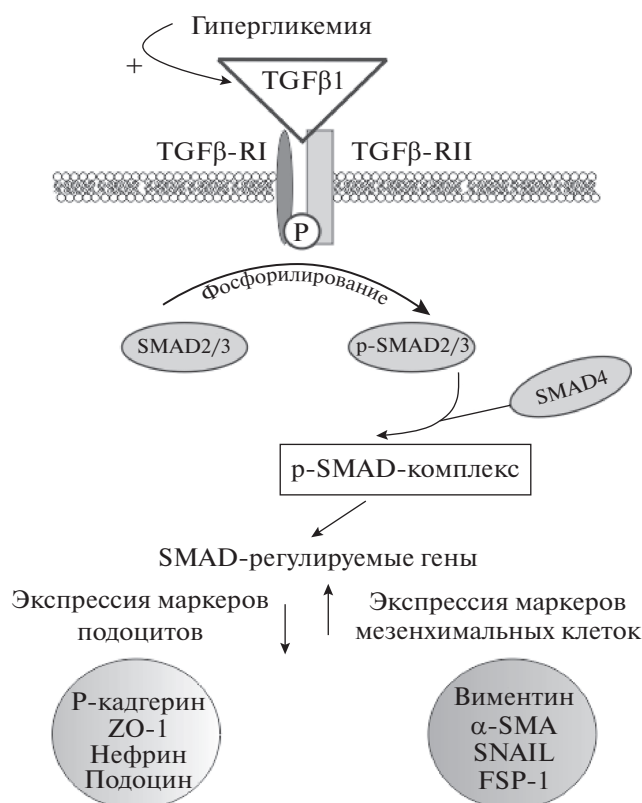 Гипергликемия
+
TGFβ1
TGFβ-RI
TGFβ-RII
P
Фосфорилирование
SMAD2/3
p-SMAD2/3
SMAD4
p-SMAD-комплекс
SMAD-регулируемые гены
Экспрессия маркеров
подоцитов
Экспрессия маркеров
мезенхимальных клеток
Р-кадгерин
ZO-1
Нефрин
Подоцин
Виментин
α-SMA
SNAIL
FSP-1